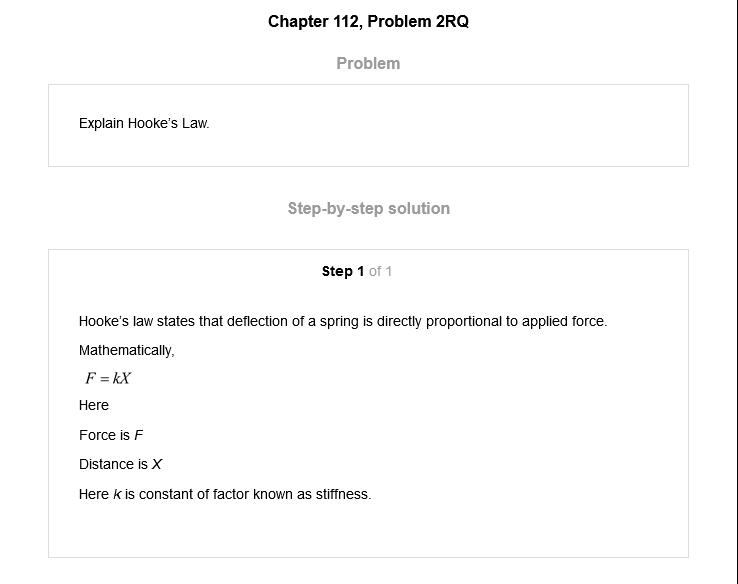 Chapter 112, Problem 2RQ
Problem
Explain Hooke's Law.
Step-by-step solution
Step 1 of 1
Hooke's law states that deflection of a spring is directly proportional to applied force.
Mathematically,
F = kX
Here
Force is F
Distance is X
Here k is constant of factor known as stiffness.